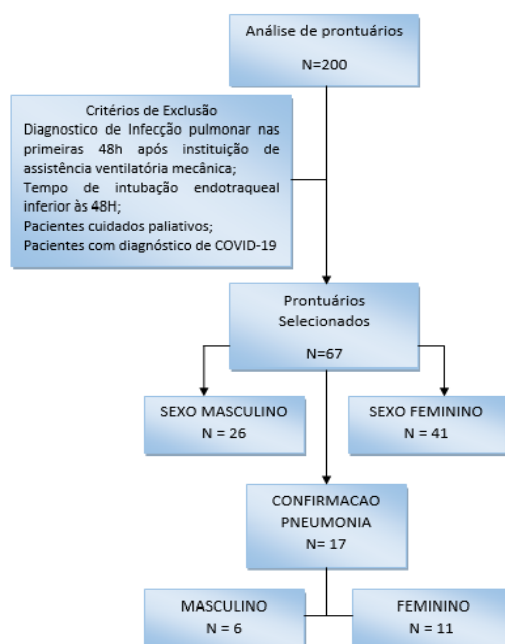 Análise de prontuários
N=200
Critérios de Exclusão
Diagnostico de Infecção pulmonar nas
primeiras 48h após instituição de
assistência ventilatória mecânica;
Tempo de intubação endotraqueal
inferior às 48H;
Pacientes cuidados paliativos;
Pacientes com diagnóstico de COVID-19
Prontuários
Selecionados
N=67
SEXO MASCULINO
N = 26
SEXO FEMININO
N = 41
CONFIRMACAO
PNEUMONIA
N= 17
MASCULINO
N = 6
FEMININO
N = 11